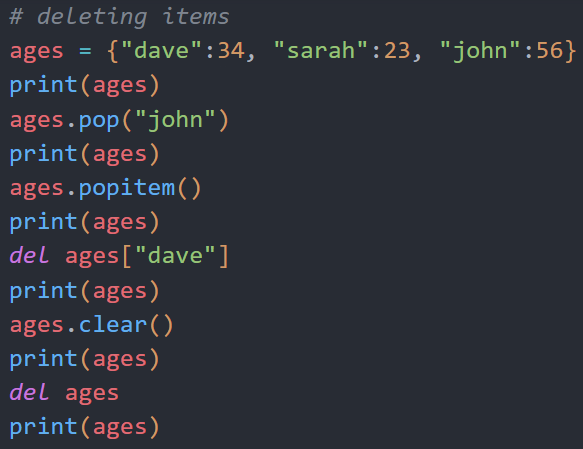 # deleting items
ages = {"dave":34, "sarah":23, "john":56}
print(ages)
ages.pop("john")
print(ages)
ages.popitem()
print(ages)
del ages["dave"]
print(ages)
ages.clear()
print(ages)
del ages
print(ages)